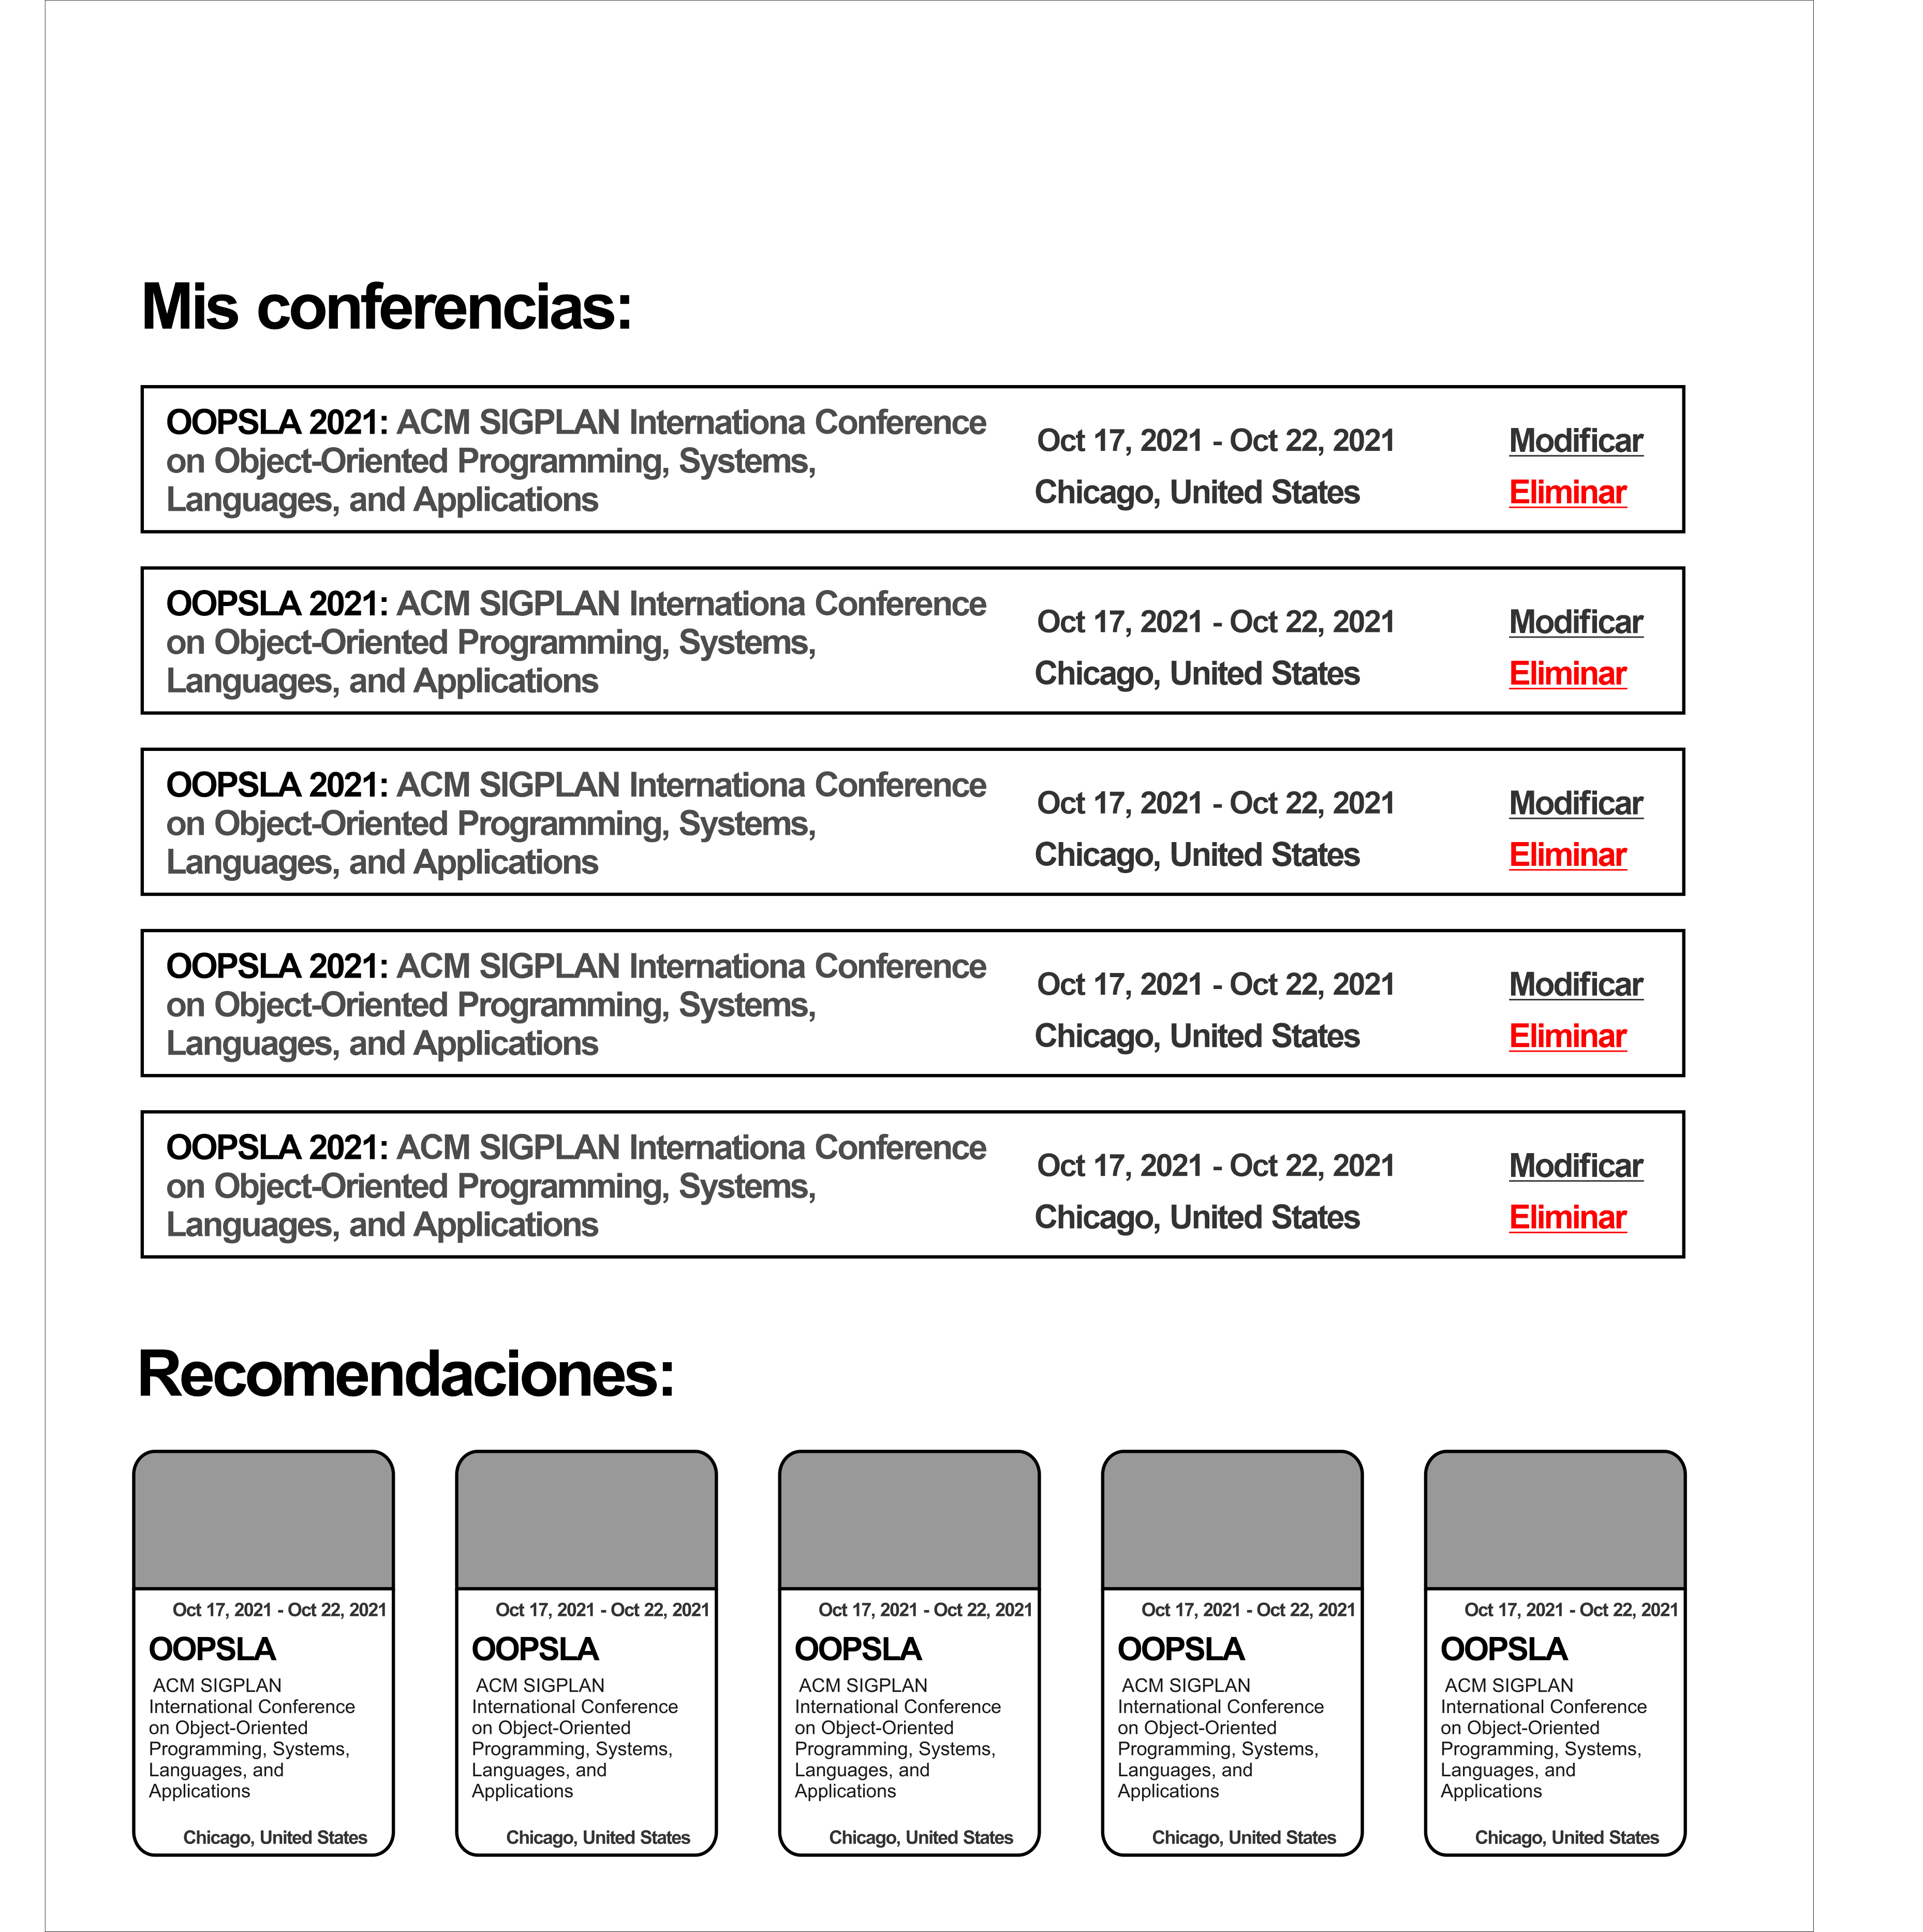 Mis conferencias:
OOPSLA 2021: ACM SIGPLAN Internationa Conference
on Object-Oriented Programming, Systems,
Languages, and Applications
Oct 17, 2021 - Oct 22, 2021
Chicago, United States
Modificar
Eliminar
OOPSLA 2021: ACM SIGPLAN Internationa Conference
on Object-Oriented Programming, Systems,
Languages, and Applications
Oct 17, 2021 - Oct 22, 2021
Chicago, United States
Modificar
Eliminar
OOPSLA 2021: ACM SIGPLAN Internationa Conference
on Object-Oriented Programming, Systems,
Languages, and Applications
Oct 17, 2021 - Oct 22, 2021
Chicago, United States
Modificar
Eliminar
OOPSLA 2021: ACM SIGPLAN Internationa Conference
on Object-Oriented Programming, Systems,
Languages, and Applications
Oct 17, 2021 - Oct 22, 2021
Chicago, United States
Modificar
Eliminar
OOPSLA 2021: ACM SIGPLAN Internationa Conference
on Object-Oriented Programming, Systems,
Languages, and Applications
Oct 17, 2021 - Oct 22, 2021
Chicago, United States
Modificar
Eliminar
Recomendaciones:
Oct 17, 2021 - Oct 22, 2021
OOPSLA
ACM SIGPLAN
International Conference
on Object-Oriented
Programming, Systems,
Languages, and
Applications
Chicago, United States
Oct 17, 2021 - Oct 22, 2021
OOPSLA
ACM SIGPLAN
International Conference
on Object-Oriented
Programming, Systems,
Languages, and
Applications
Chicago, United States
Oct 17, 2021 - Oct 22, 2021
OOPSLA
ACM SIGPLAN
International Conference
on Object-Oriented
Programming, Systems,
Languages, and
Applications
Chicago, United States
Oct 17, 2021 - Oct 22, 2021
OOPSLA
ACM SIGPLAN
International Conference
on Object-Oriented
Programming, Systems,
Languages, and
Applications
Chicago, United States
Oct 17, 2021 - Oct 22, 2021
OOPSLA
ACM SIGPLAN
International Conference
on Object-Oriented
Programming, Systems,
Languages, and
Applications
Chicago, United States